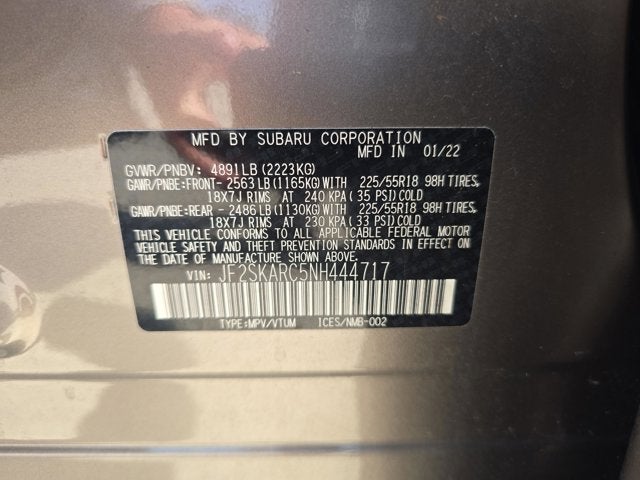 MFD BY SUBARU CORPORATION
MFD IN 01/22
GVWR/PNBV: 4891LB (2223KG)
GAWR/PNBE:FRONT- 2563LB (1165KG) WITH 225/55R18 98H TIRES,
18X7J RIMS AT 240 KPA ( 35 PSI) COLD
GAWR/PNBE:REAR - 2486LB (1130KG) WITH 225/55R18 98H TIRES,
18X7J RIMS AT 230 KPA ( 33 PSI) COLD
THIS VEHICLE CONFORMS TO ALL APPLICABLE FEDERAL MOTOR
VEHICLE SAFETY AND THEFT PREVENTION STANDARDS IN EFFECT ON
THE DATE OF MANUFACTURE SHOWN ABOVE.
VIN: JF2SKARC5NH444717
TYPE:MPV/VTUM ICES/NMB-002